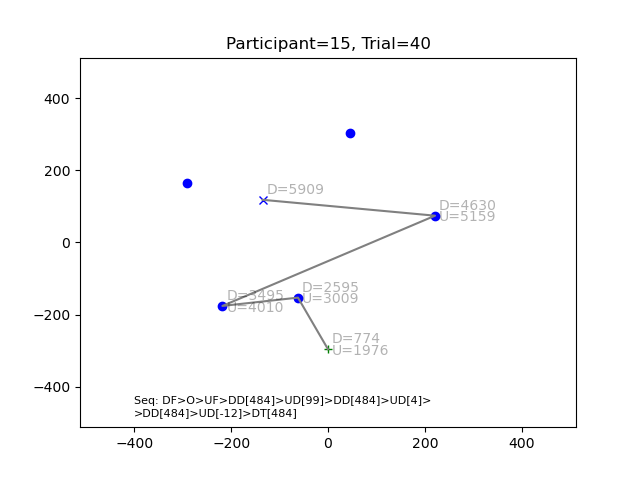 Participant=15, Trial=40
400
200
0
−200
−400
D=5909
D=4630
U=5159
D=3495
U=4010
D=2595
U=3009
D=774
U=1976
Seq: DF>O>UF>DD[484]>UD[99]>DD[484]>UD[4]>
>DD[484]>UD[-12]>DT[484]
−400 −200 0 200 400